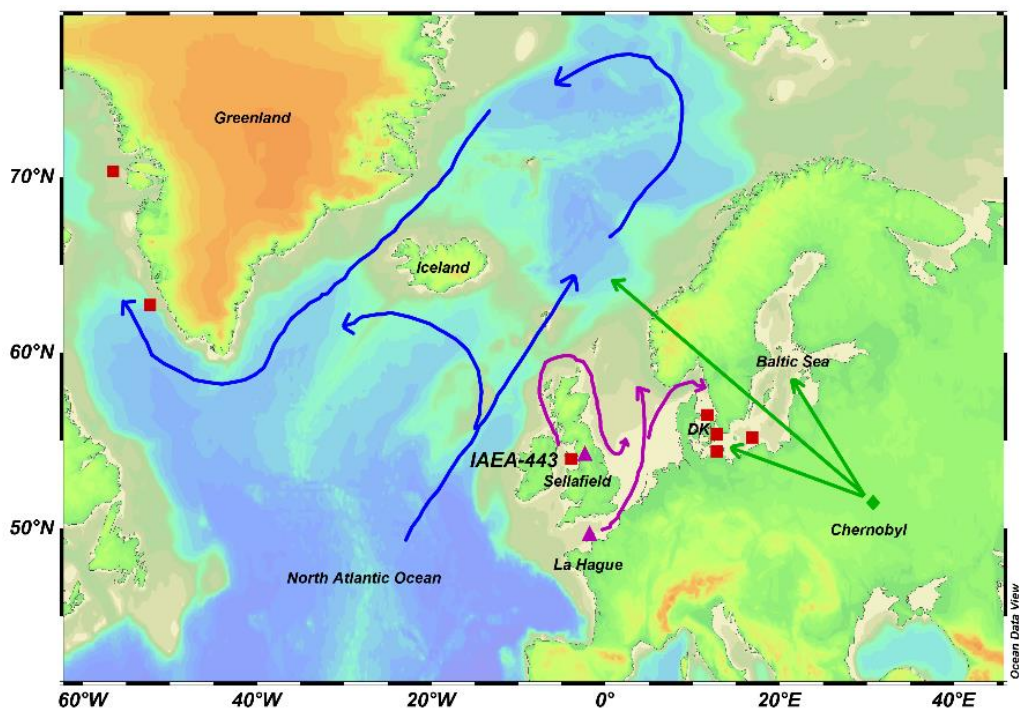 Greenland
70°N
Iceland
60°N
Baltic Sea
DK
IAEA-443
Sellafield
50°N
Chernobyl
La Hague
North Atlantic Ocean
Ocean Data View
60°W
40°W
20°W
0
20°E
40°E